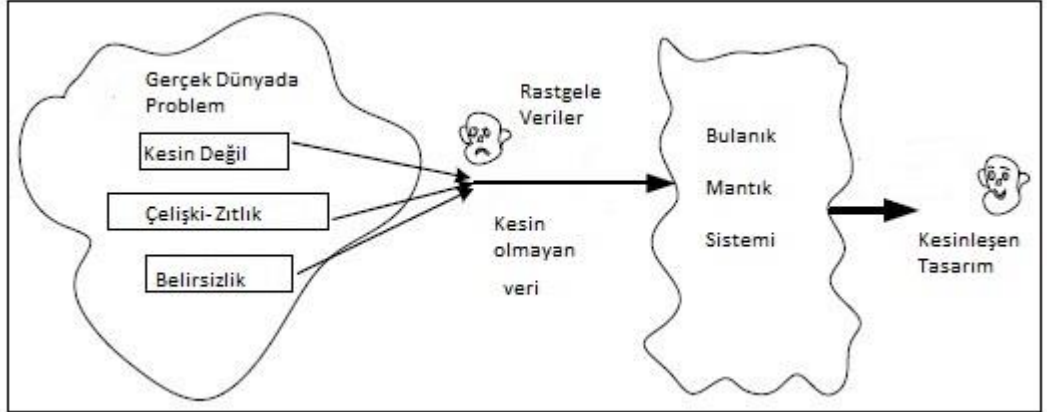 Gerçek Dünyada
Problem
Kesin Değil
Çelişki-Zıtlık
Belirsizlik
Rastgele
Veriler
Kesin
olmayan
veri
Bulanık
Mantık
Sistemi
Kesinleşen
Tasarım